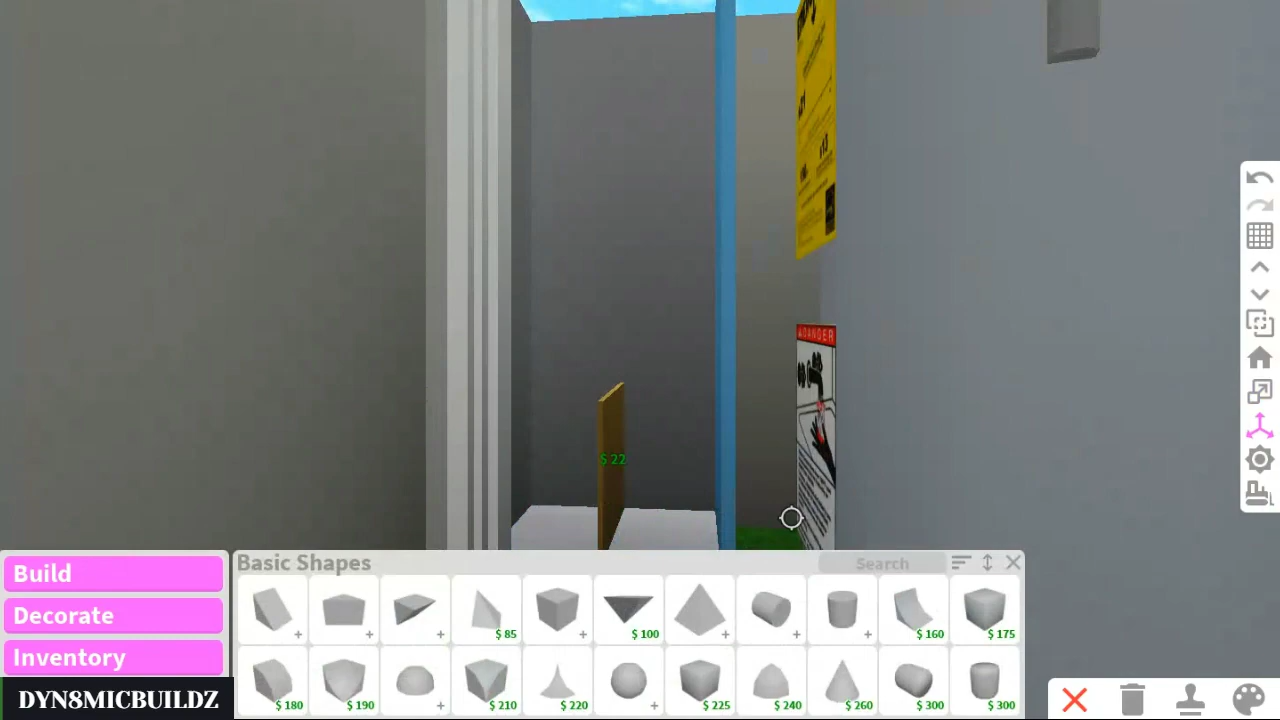 DANGER
$ 22
Build
Decorate
Inventory
DYN8MICBUILDZ
Basic Shapes
Search
$ 85
$ 100
$ 160
$ 175
$ 180
$ 190
$ 210
$ 220
$ 225
$ 240
$ 260
$ 300
$ 300